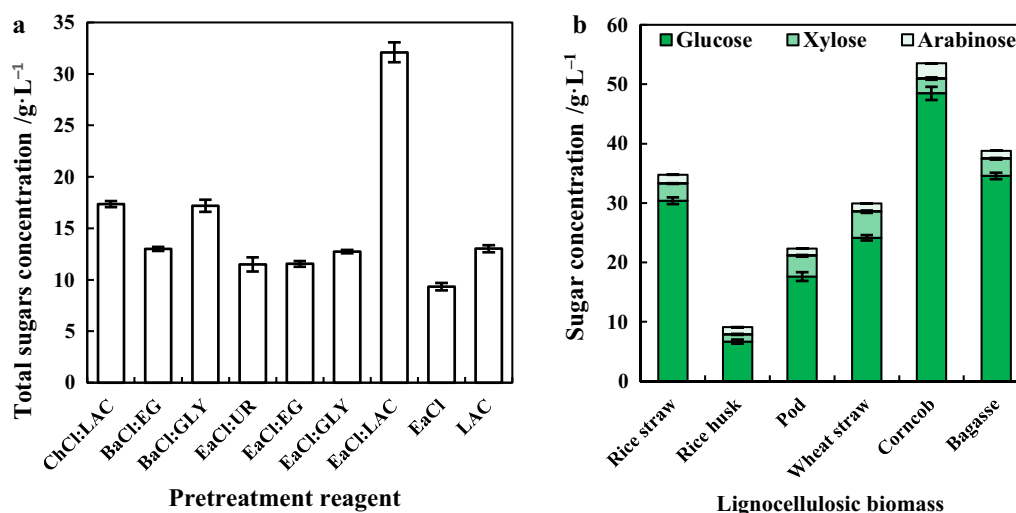 a
Total sugars concentration /g·L⁻¹
35
30
25
20
15
10
5
0
ChCl:LAC
BaCl:EG
BaCl:GLY
EaCl:UR
EaCl:EG
EaCl:GLY
EaCl:LAC
EaCl
LAC
Pretreatment reagent
b
Sugar concentration /g·L⁻¹
60
50
40
30
20
10
0
Glucose Xylose Arabinose
Rice straw
Rice husk
Pod
Wheat straw
Corncob
Bagasse
Lignocellulosic biomass